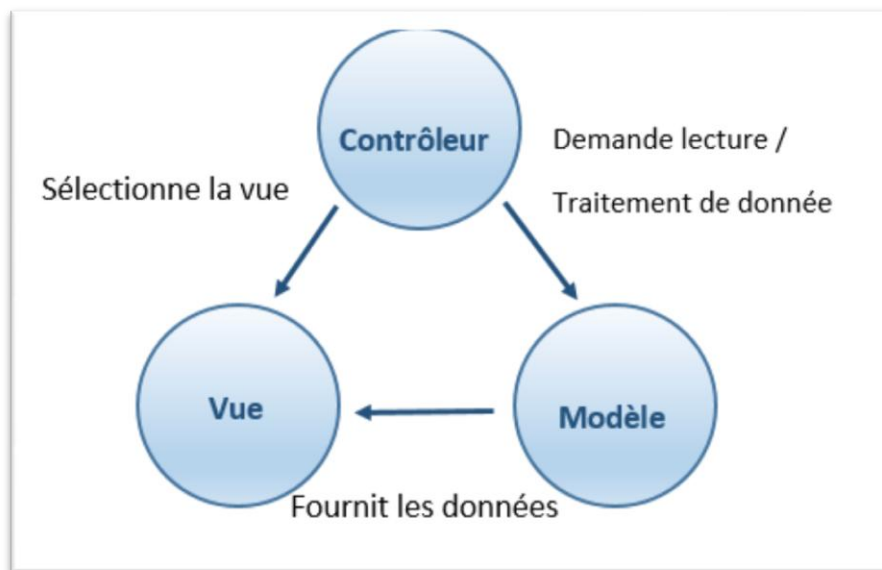 Contrôleur
Demande lecture /
Sélectionne la vue
Traitement de donnée
Vue
Modèle
Fournit les données